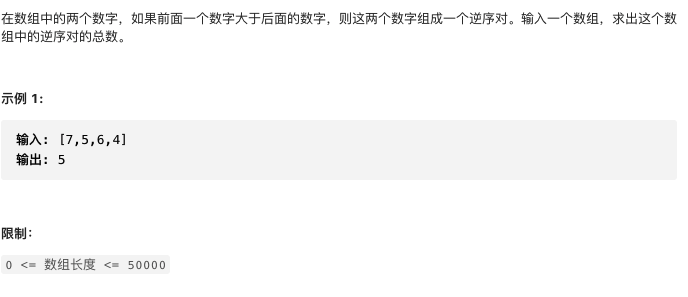 在数组中的两个数字，如果前面一个数字大于后面的数字，则这两个数字组成一个逆序对。输入一个数组，求出这个数
组中的逆序对的总数。
示例 1:
输入: [7,5,6,4]
输出: 5
限制：
0 <= 数组长度 <= 50000